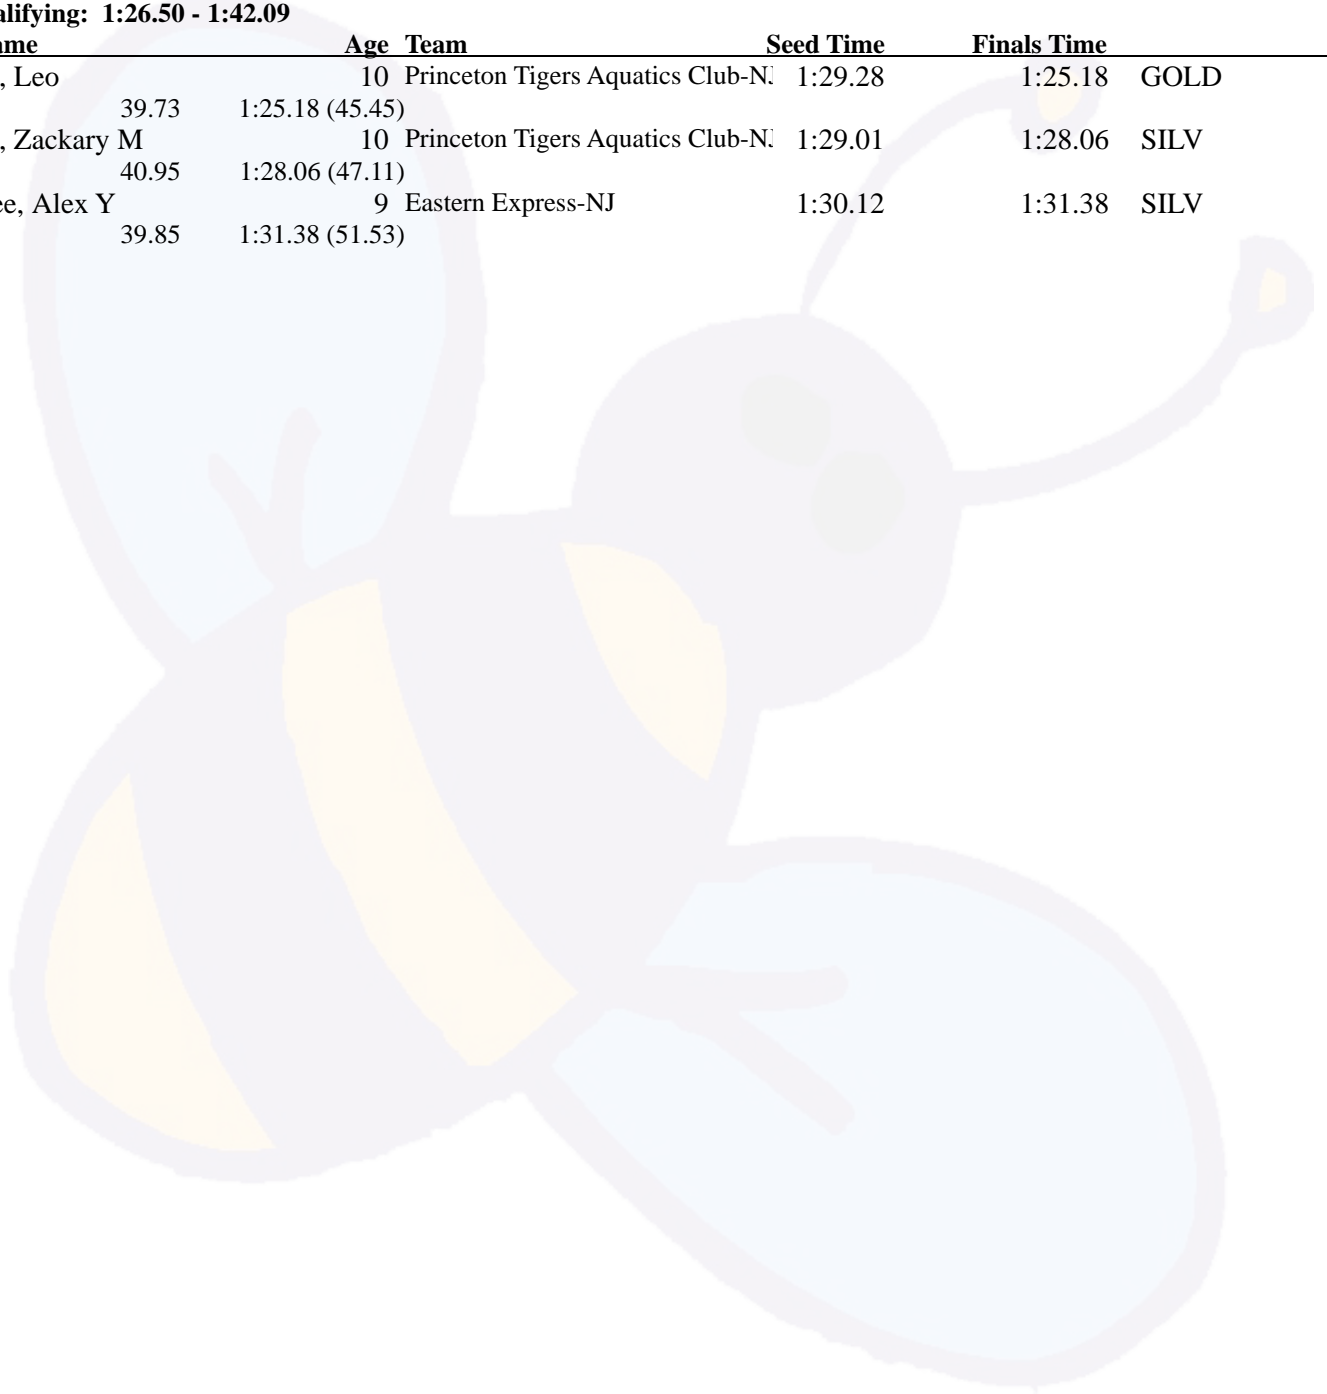 alifying: 1:26.50 - 1:42.09
ame Age Team Seed Time Finals Time
, Leo 10 Princeton Tigers Aquatics Club-NJ 1:29.28 1:25.18 GOLD
39.73 1:25.18 (45.45)
, Zackary M 10 Princeton Tigers Aquatics Club-NJ 1:29.01 1:28.06 SILV
40.95 1:28.06 (47.11)
ee, Alex Y 9 Eastern Express-NJ 1:30.12 1:31.38 SILV
39.85 1:31.38 (51.53)